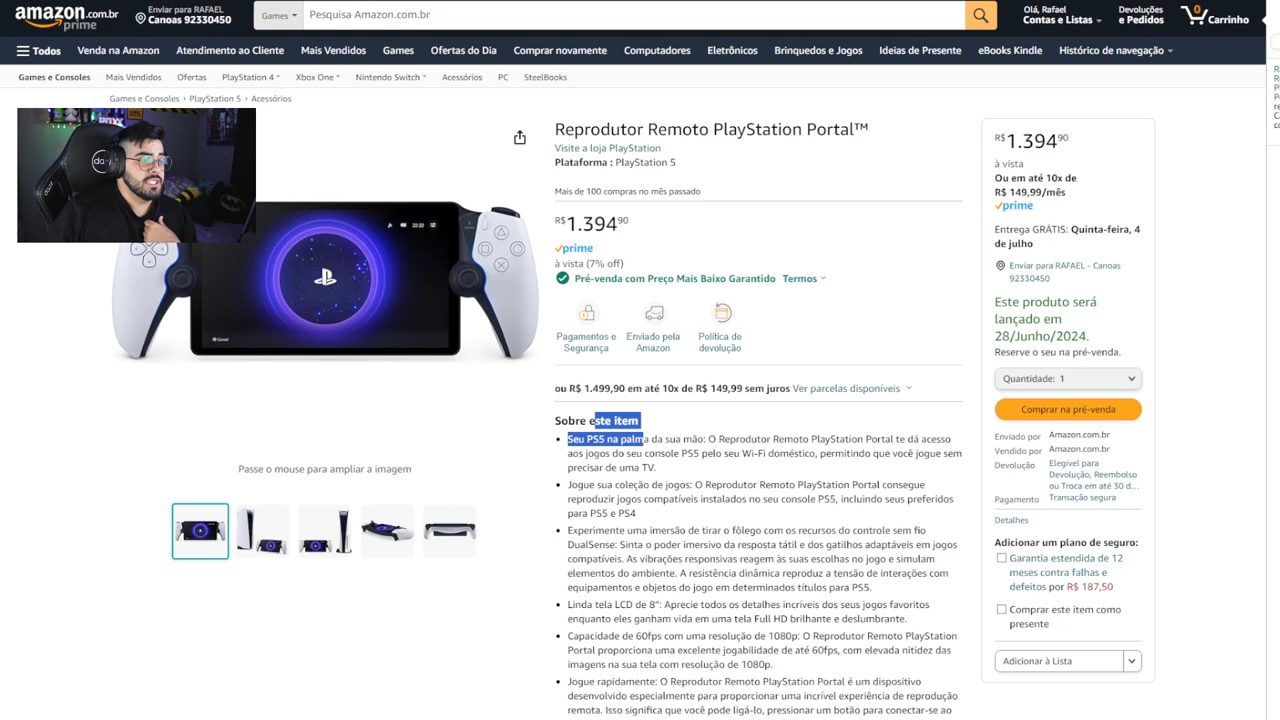 amazon.com.br
prime
Enviar para RAFAEL
Canoas 92330450
Games
Pesquisa Amazon.com.br
Olá, Rafael
Contas e Listas
Devoluções
e Pedidos
0
Carrinho
Todos
Venda na Amazon
Atendimento ao Cliente
Mais Vendidos
Games
Ofertas do Dia
Comprar novamente
Computadores
Eletrônicos
Brinquedos e Jogos
Ideias de Presente
eBooks Kindle
Histórico de navegação
Games e Consoles
Mais Vendidos
Ofertas
PlayStation 4
Xbox One
Nintendo Switch
Acessórios
PC
SteelBooks
Games e Consoles › PlayStation 5 › Acessórios
Passe o mouse para ampliar a imagem
Reprodutor Remoto PlayStation Portal™
Visite a loja PlayStation
Plataforma : PlayStation 5
Mais de 100 compras no mês passado
R$ 1.394 90
prime
à vista (7% off)
Pré-venda com Preço Mais Baixo Garantido Termos
Pagamentos e
Segurança
Enviado pela
Amazon
Política de
devolução
ou R$ 1.499,90 em até 10x de R$ 149,99 sem juros Ver parcelas disponíveis
Sobre este item
• Seu PS5 na palma da sua mão: O Reprodutor Remoto PlayStation Portal te dá acesso
aos jogos do seu console PS5 pelo seu Wi-Fi doméstico, permitindo que você jogue sem
precisar de uma TV.
• Jogue sua coleção de jogos: O Reprodutor Remoto PlayStation Portal consegue
reproduzir jogos compatíveis instalados no seu console PS5, incluindo seus preferidos
para PS5 e PS4
• Experimente uma imersão de tirar o fôlego com os recursos do controle sem fio
DualSense: Sinta o poder imersivo da resposta tátil e dos gatilhos adaptáveis em jogos
compatíveis. As vibrações responsivas reagem às suas escolhas no jogo e simulam
elementos do ambiente. A resistência dinâmica reproduz a tensão de interações com
equipamentos e objetos do jogo em determinados títulos para PS5.
• Linda tela LCD de 8": Aprecie todos os detalhes incríveis dos seus jogos favoritos
enquanto eles ganham vida em uma tela Full HD brilhante e deslumbrante.
• Capacidade de 60fps com uma resolução de 1080p: O Reprodutor Remoto PlayStation
Portal proporciona uma excelente jogabilidade de até 60fps, com elevada nitidez das
imagens na sua tela com resolução de 1080p.
• Jogue rapidamente: O Reprodutor Remoto PlayStation Portal é um dispositivo
desenvolvido especialmente para proporcionar uma incrível experiência de reprodução
remota. Isso significa que você pode ligá-lo, pressionar um botão para conectar-se ao
R$ 1.394 90
à vista
Ou em até 10x de
R$ 149,99/mês
prime
Entrega GRÁTIS: Quinta-feira, 4
de julho
Enviar para RAFAEL - Canoas
92330450
Este produto será
lançado em
28/Junho/2024.
Reserve o seu na pré-venda.
Quantidade: 1
Comprar na pré-venda
Enviado por Amazon.com.br
Vendido por Amazon.com.br
Devolução Elegível para
Devolução, Reembolso
ou Troca em até 30 d...
Pagamento Transação segura
Detalhes
Adicionar um plano de seguro:
Garantia estendida de 12
meses contra falhas e
defeitos por R$ 187,50
Comprar este item como
presente
Adicionar à Lista